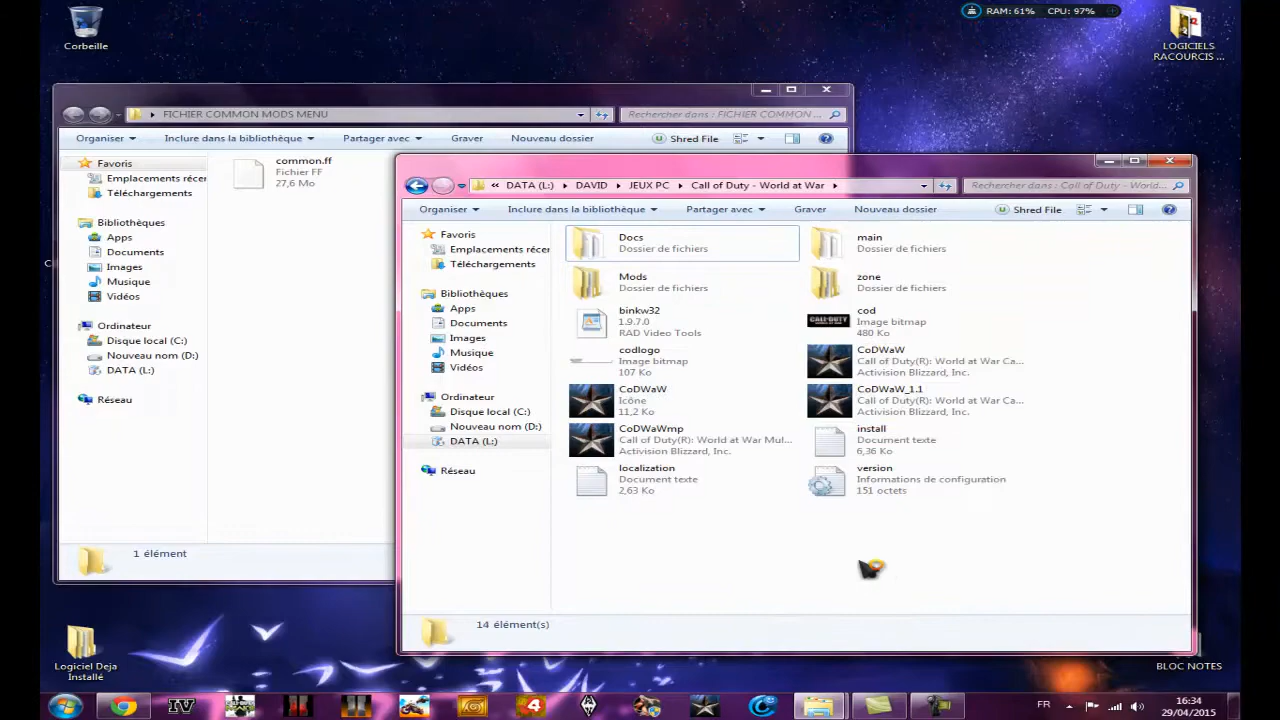 Corbeille
RAM: 61% CPU: 97%
LOGICIELS
RACOURCIS ...
FICHIER COMMON MODS MENU
Rechercher dans : FICHIER COMMON ...
Organiser
Inclure dans la bibliothèque
Partager avec
Graver
Nouveau dossier
Shred File
Favoris
Emplacements récer
Téléchargements
Bibliothèques
Apps
Documents
Images
Musique
Vidéos
Ordinateur
Disque local (C:)
Nouveau nom (D:)
DATA (L:)
Réseau
common.ff
Fichier FF
27,6 Mo
1 élément
DATA (L:)
DAVID
JEUX PC
Call of Duty - World at War
Rechercher dans : Call of Duty - World...
Organiser
Inclure dans la bibliothèque
Partager avec
Graver
Nouveau dossier
Shred File
Favoris
Emplacements récer
Téléchargements
Bibliothèques
Apps
Documents
Images
Musique
Vidéos
Ordinateur
Disque local (C:)
Nouveau nom (D:)
DATA (L:)
Réseau
Docs
Dossier de fichiers
main
Dossier de fichiers
Mods
Dossier de fichiers
zone
Dossier de fichiers
binkw32
1.9.7.0
RAD Video Tools
cod
Image bitmap
480 Ko
codlogo
Image bitmap
107 Ko
CoDWaW
Call of Duty(R): World at War Ca...
Activision Blizzard, Inc.
CoDWaW
Icône
11,2 Ko
CoDWaW_1.1
Call of Duty(R): World at War Ca...
Activision Blizzard, Inc.
CoDWaWmp
Call of Duty(R): World at War Mul...
Activision Blizzard, Inc.
install
Document texte
6,36 Ko
localization
Document texte
2,63 Ko
version
Informations de configuration
151 octets
14 élément(s)
Logiciel Deja
Installé
BLOC NOTES
IV
FR
16:34
29/04/2015